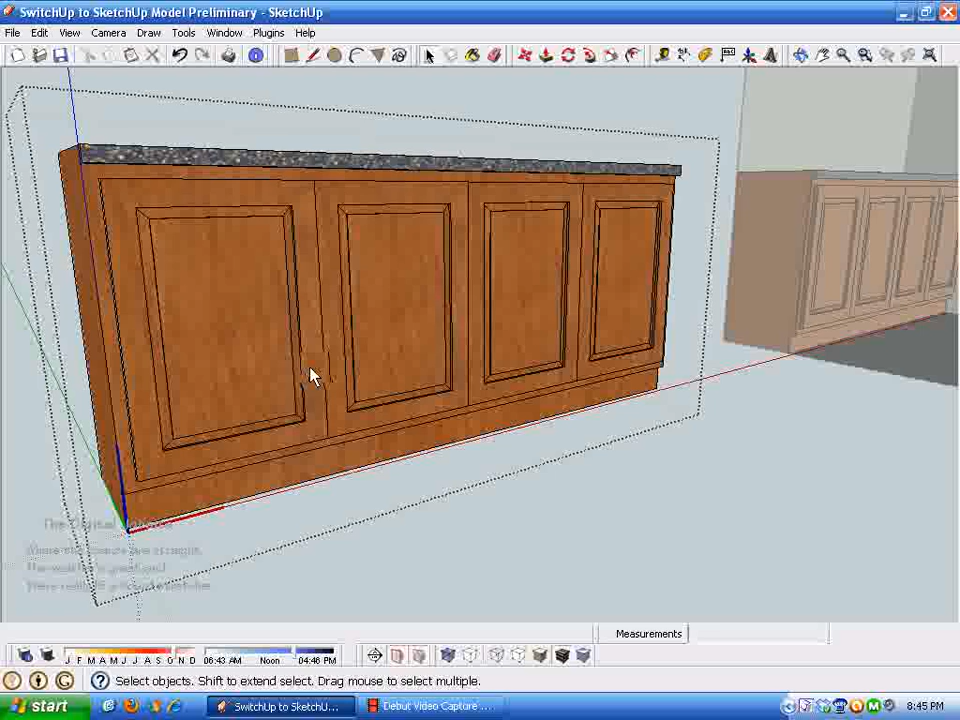 SwitchUp to SketchUp Model Preliminary - SketchUp
File Edit View Camera Draw Tools Window Plugins Help
Measurements
J F M A M J J A S O N D 06:43 AM Noon 04:46 PM
Select objects. Shift to extend select. Drag mouse to select multiple.
start SwitchUp to SketchU... Debut Video Capture ... 8:45 PM